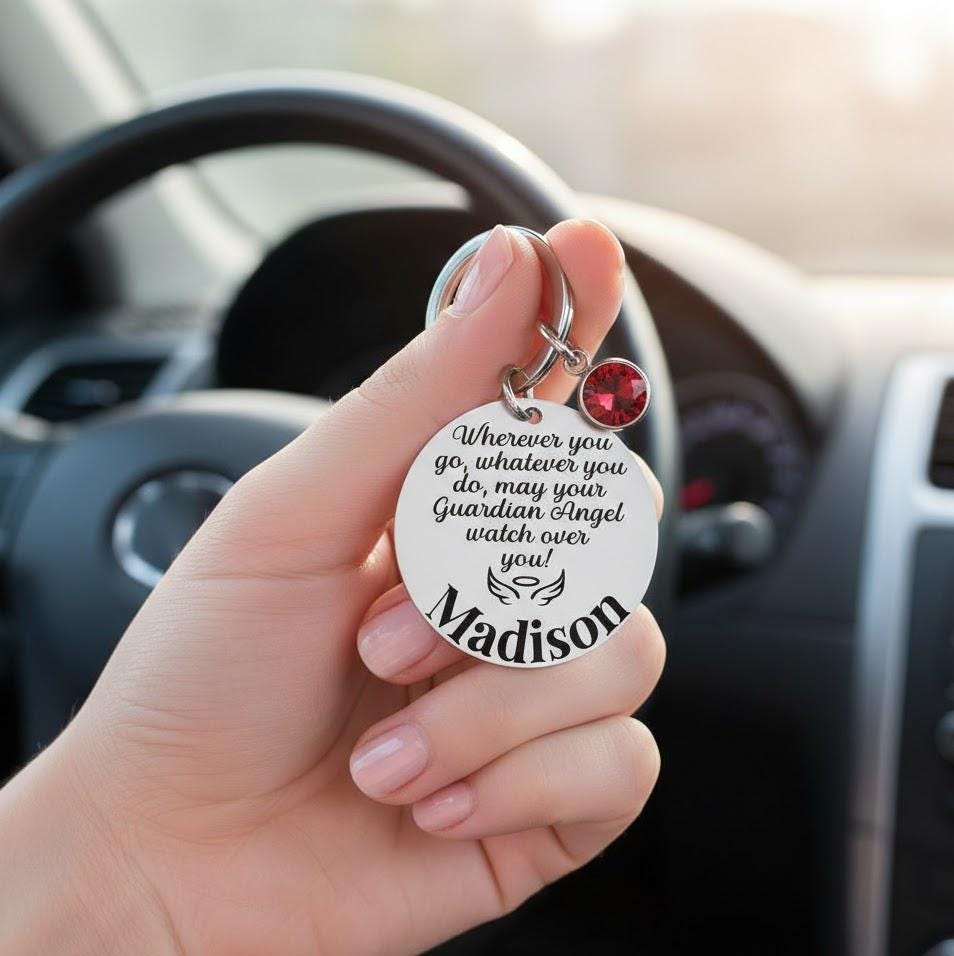 Wherever you
go, whatever you
do, may your
Guardian Angel
watch over
you!
Madison